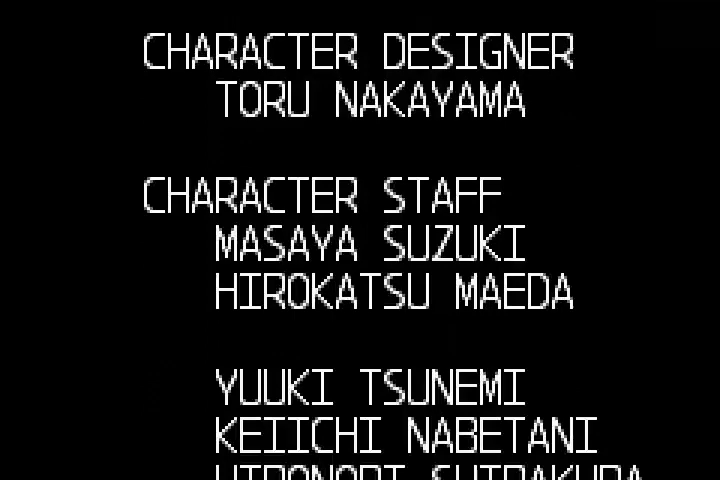 CHARACTER DESIGNER
TORU NAKAYAMA
CHARACTER STAFF
MASAYA SUZUKI
HIROKATSU MAEDA
YUUKI TSUNEMI
KEIICHI NABETANI